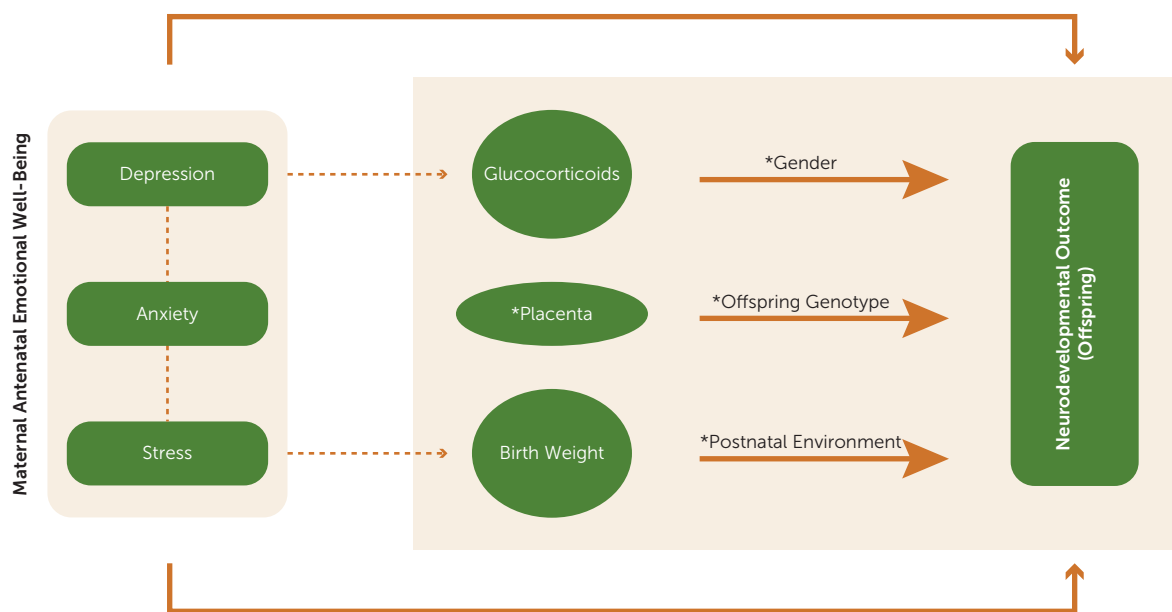 Maternal Antenatal Emotional Well-Being
Depression
Anxiety
Stress
Glucocorticoids
*Placenta
Birth Weight
*Gender
*Offspring Genotype
*Postnatal Environment
Neurodevelopmental Outcome
(Offspring)